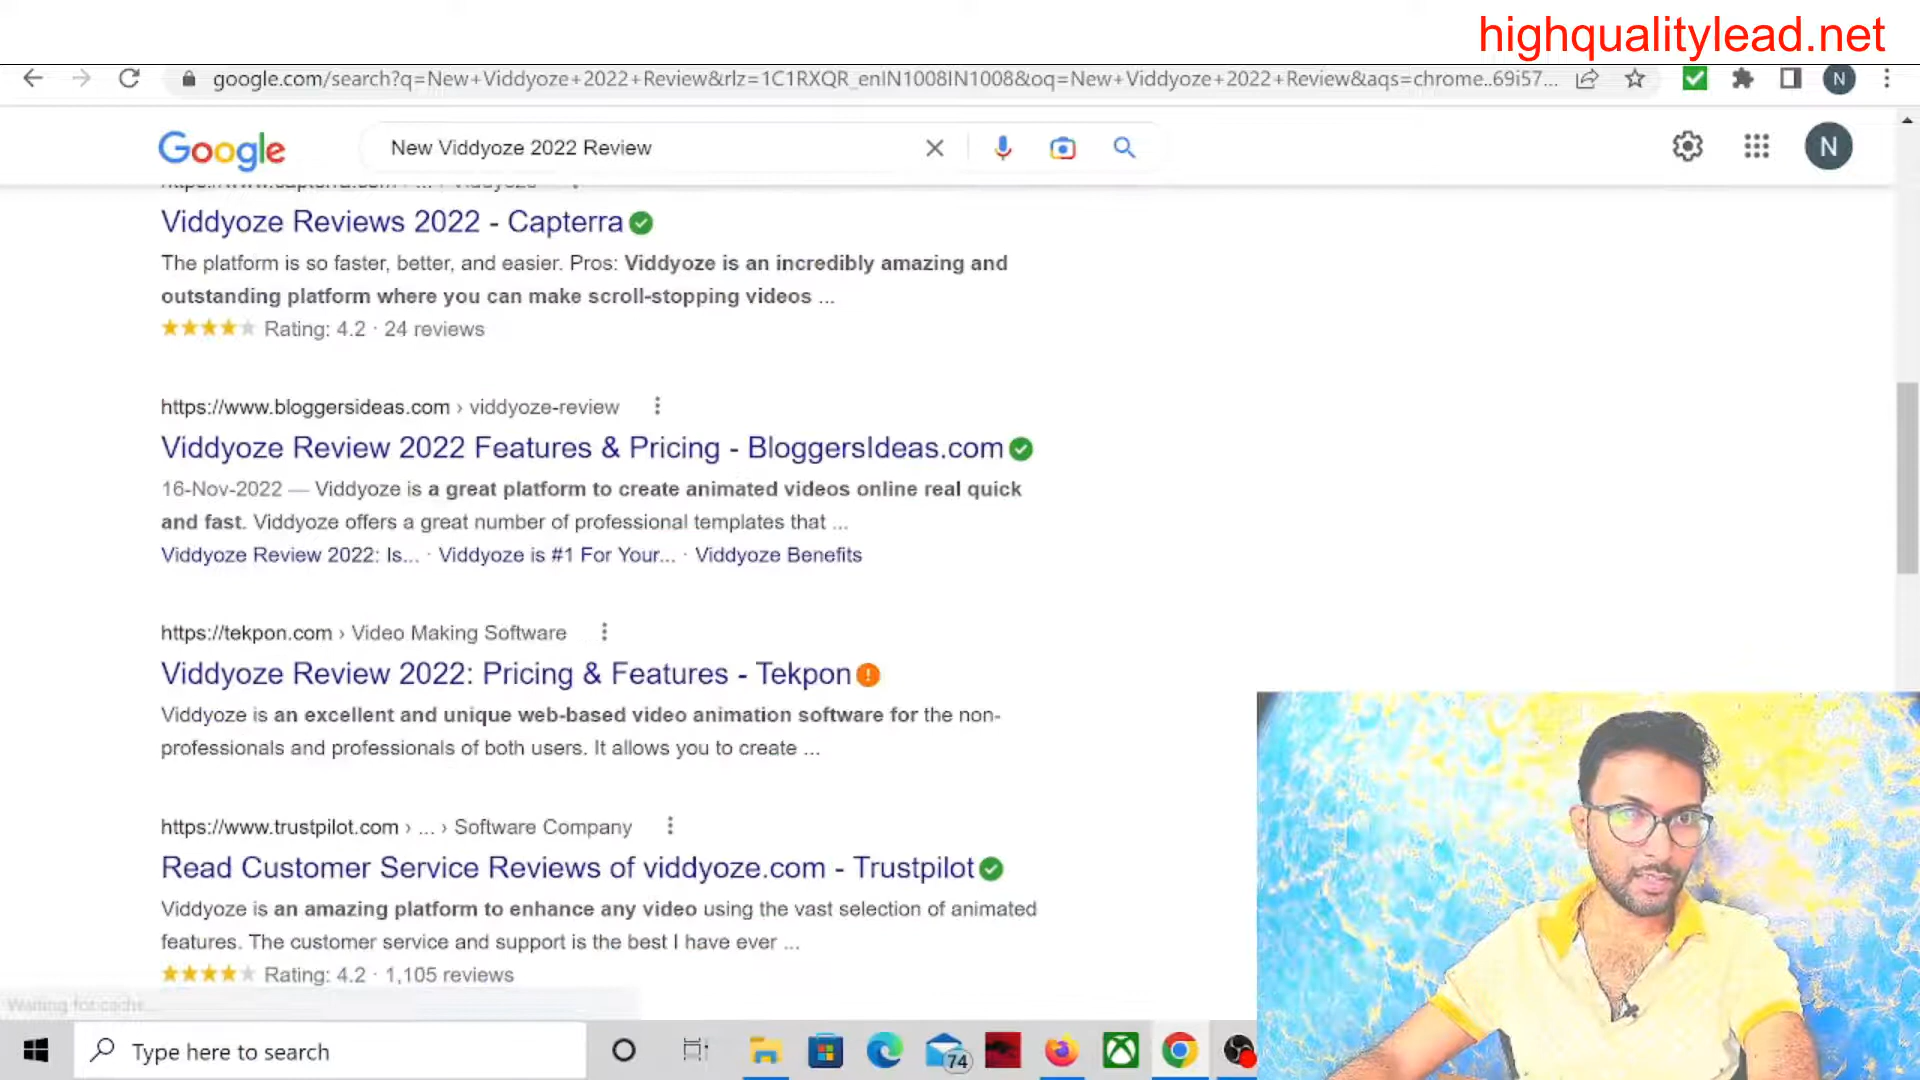 highqualitylead.net
google.com/search?q=New+Viddyoze+2022+Review&rlz=1C1RXQR_enIN1008IN1008&oq=New+Viddyoze+2022+Review&aqs=chrome..69i57...
N
Google
New Viddyoze 2022 Review
N
Viddyoze Reviews 2022 - Capterra
The platform is so faster, better, and easier. Pros: Viddyoze is an incredibly amazing and
outstanding platform where you can make scroll-stopping videos ...
Rating: 4.2 · 24 reviews
https://www.bloggersideas.com › viddyoze-review
Viddyoze Review 2022 Features & Pricing - BloggersIdeas.com
16-Nov-2022 — Viddyoze is a great platform to create animated videos online real quick
and fast. Viddyoze offers a great number of professional templates that ...
Viddyoze Review 2022: Is... · Viddyoze is #1 For Your... · Viddyoze Benefits
https://tekpon.com › Video Making Software
Viddyoze Review 2022: Pricing & Features - Tekpon
Viddyoze is an excellent and unique web-based video animation software for the non-
professionals and professionals of both users. It allows you to create ...
https://www.trustpilot.com › ... › Software Company
Read Customer Service Reviews of viddyoze.com - Trustpilot
Viddyoze is an amazing platform to enhance any video using the vast selection of animated
features. The customer service and support is the best I have ever ...
Rating: 4.2 · 1,105 reviews
Waiting for cache...
Type here to search
74